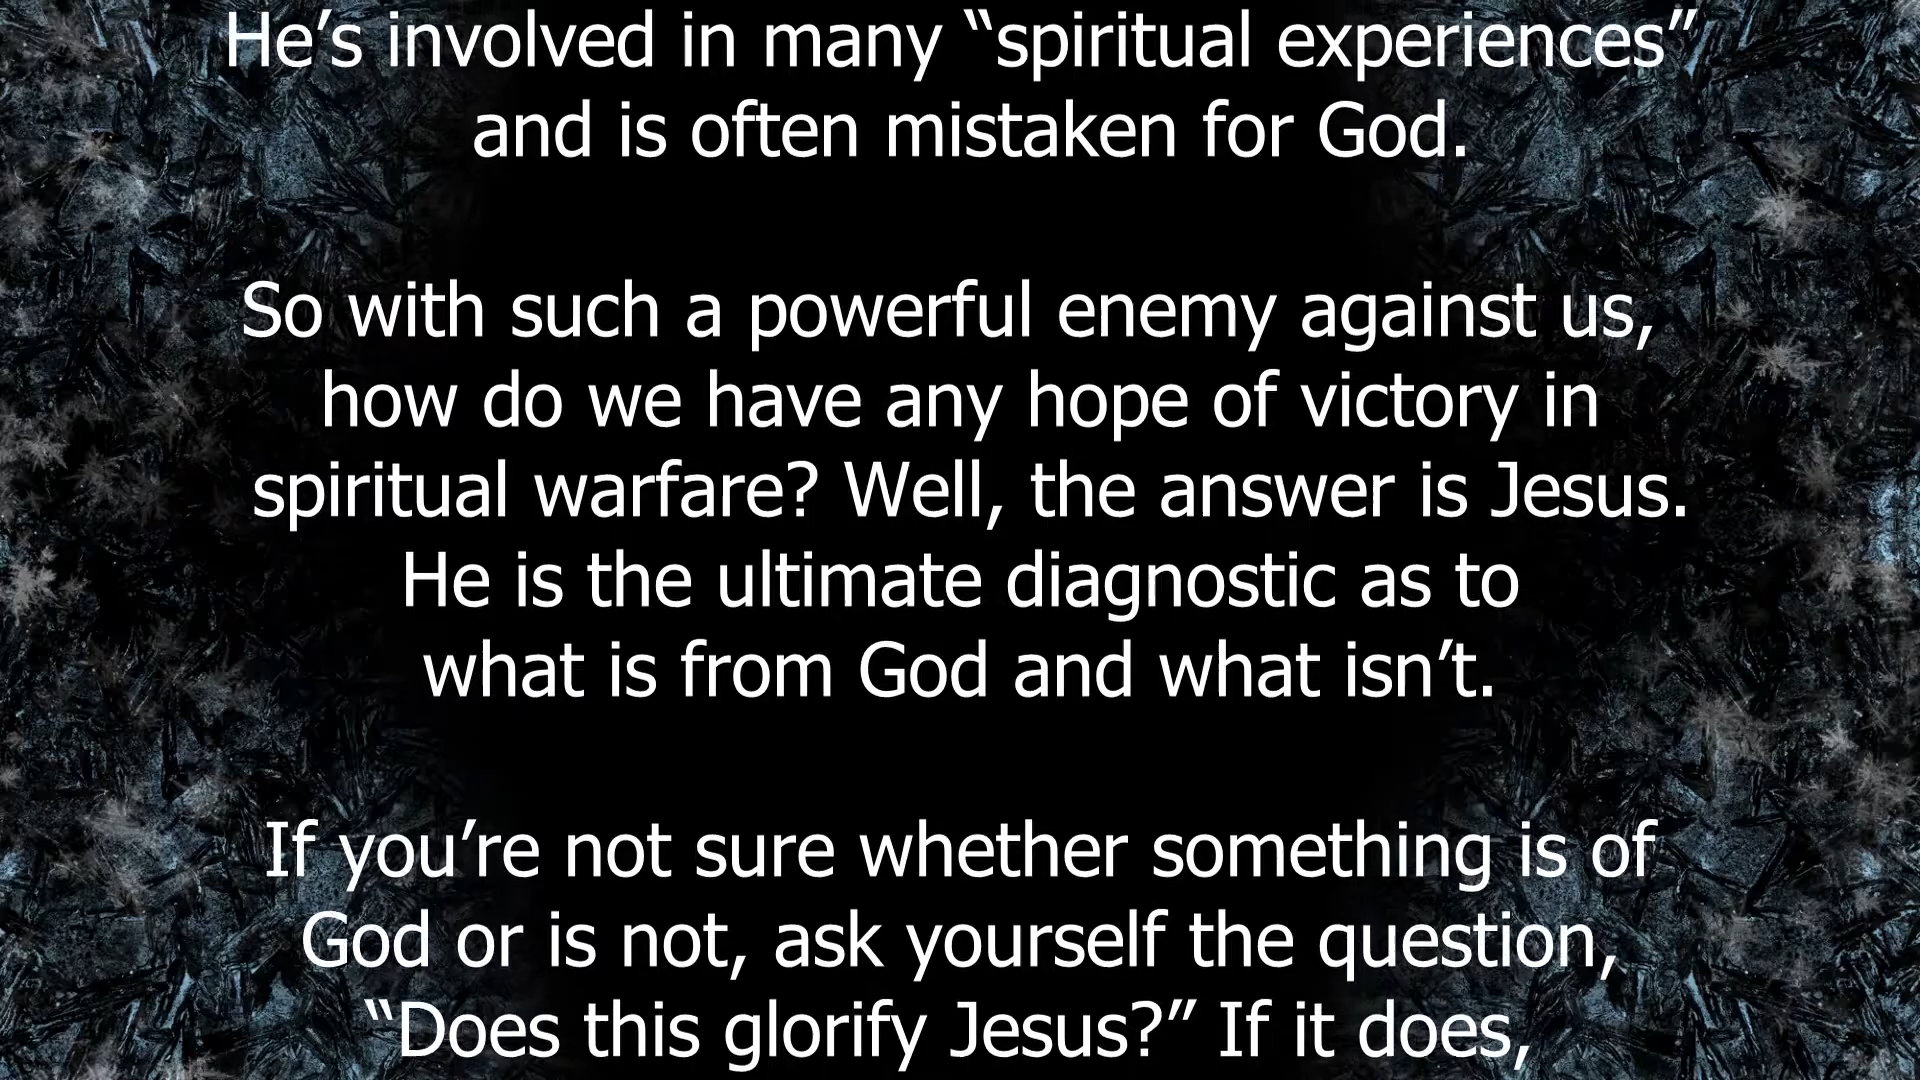 He’s involved in many “spiritual experiences”
and is often mistaken for God.
So with such a powerful enemy against us,
how do we have any hope of victory in
spiritual warfare? Well, the answer is Jesus.
He is the ultimate diagnostic as to
what is from God and what isn’t.
If you’re not sure whether something is of
God or is not, ask yourself the question,
“Does this glorify Jesus?” If it does,